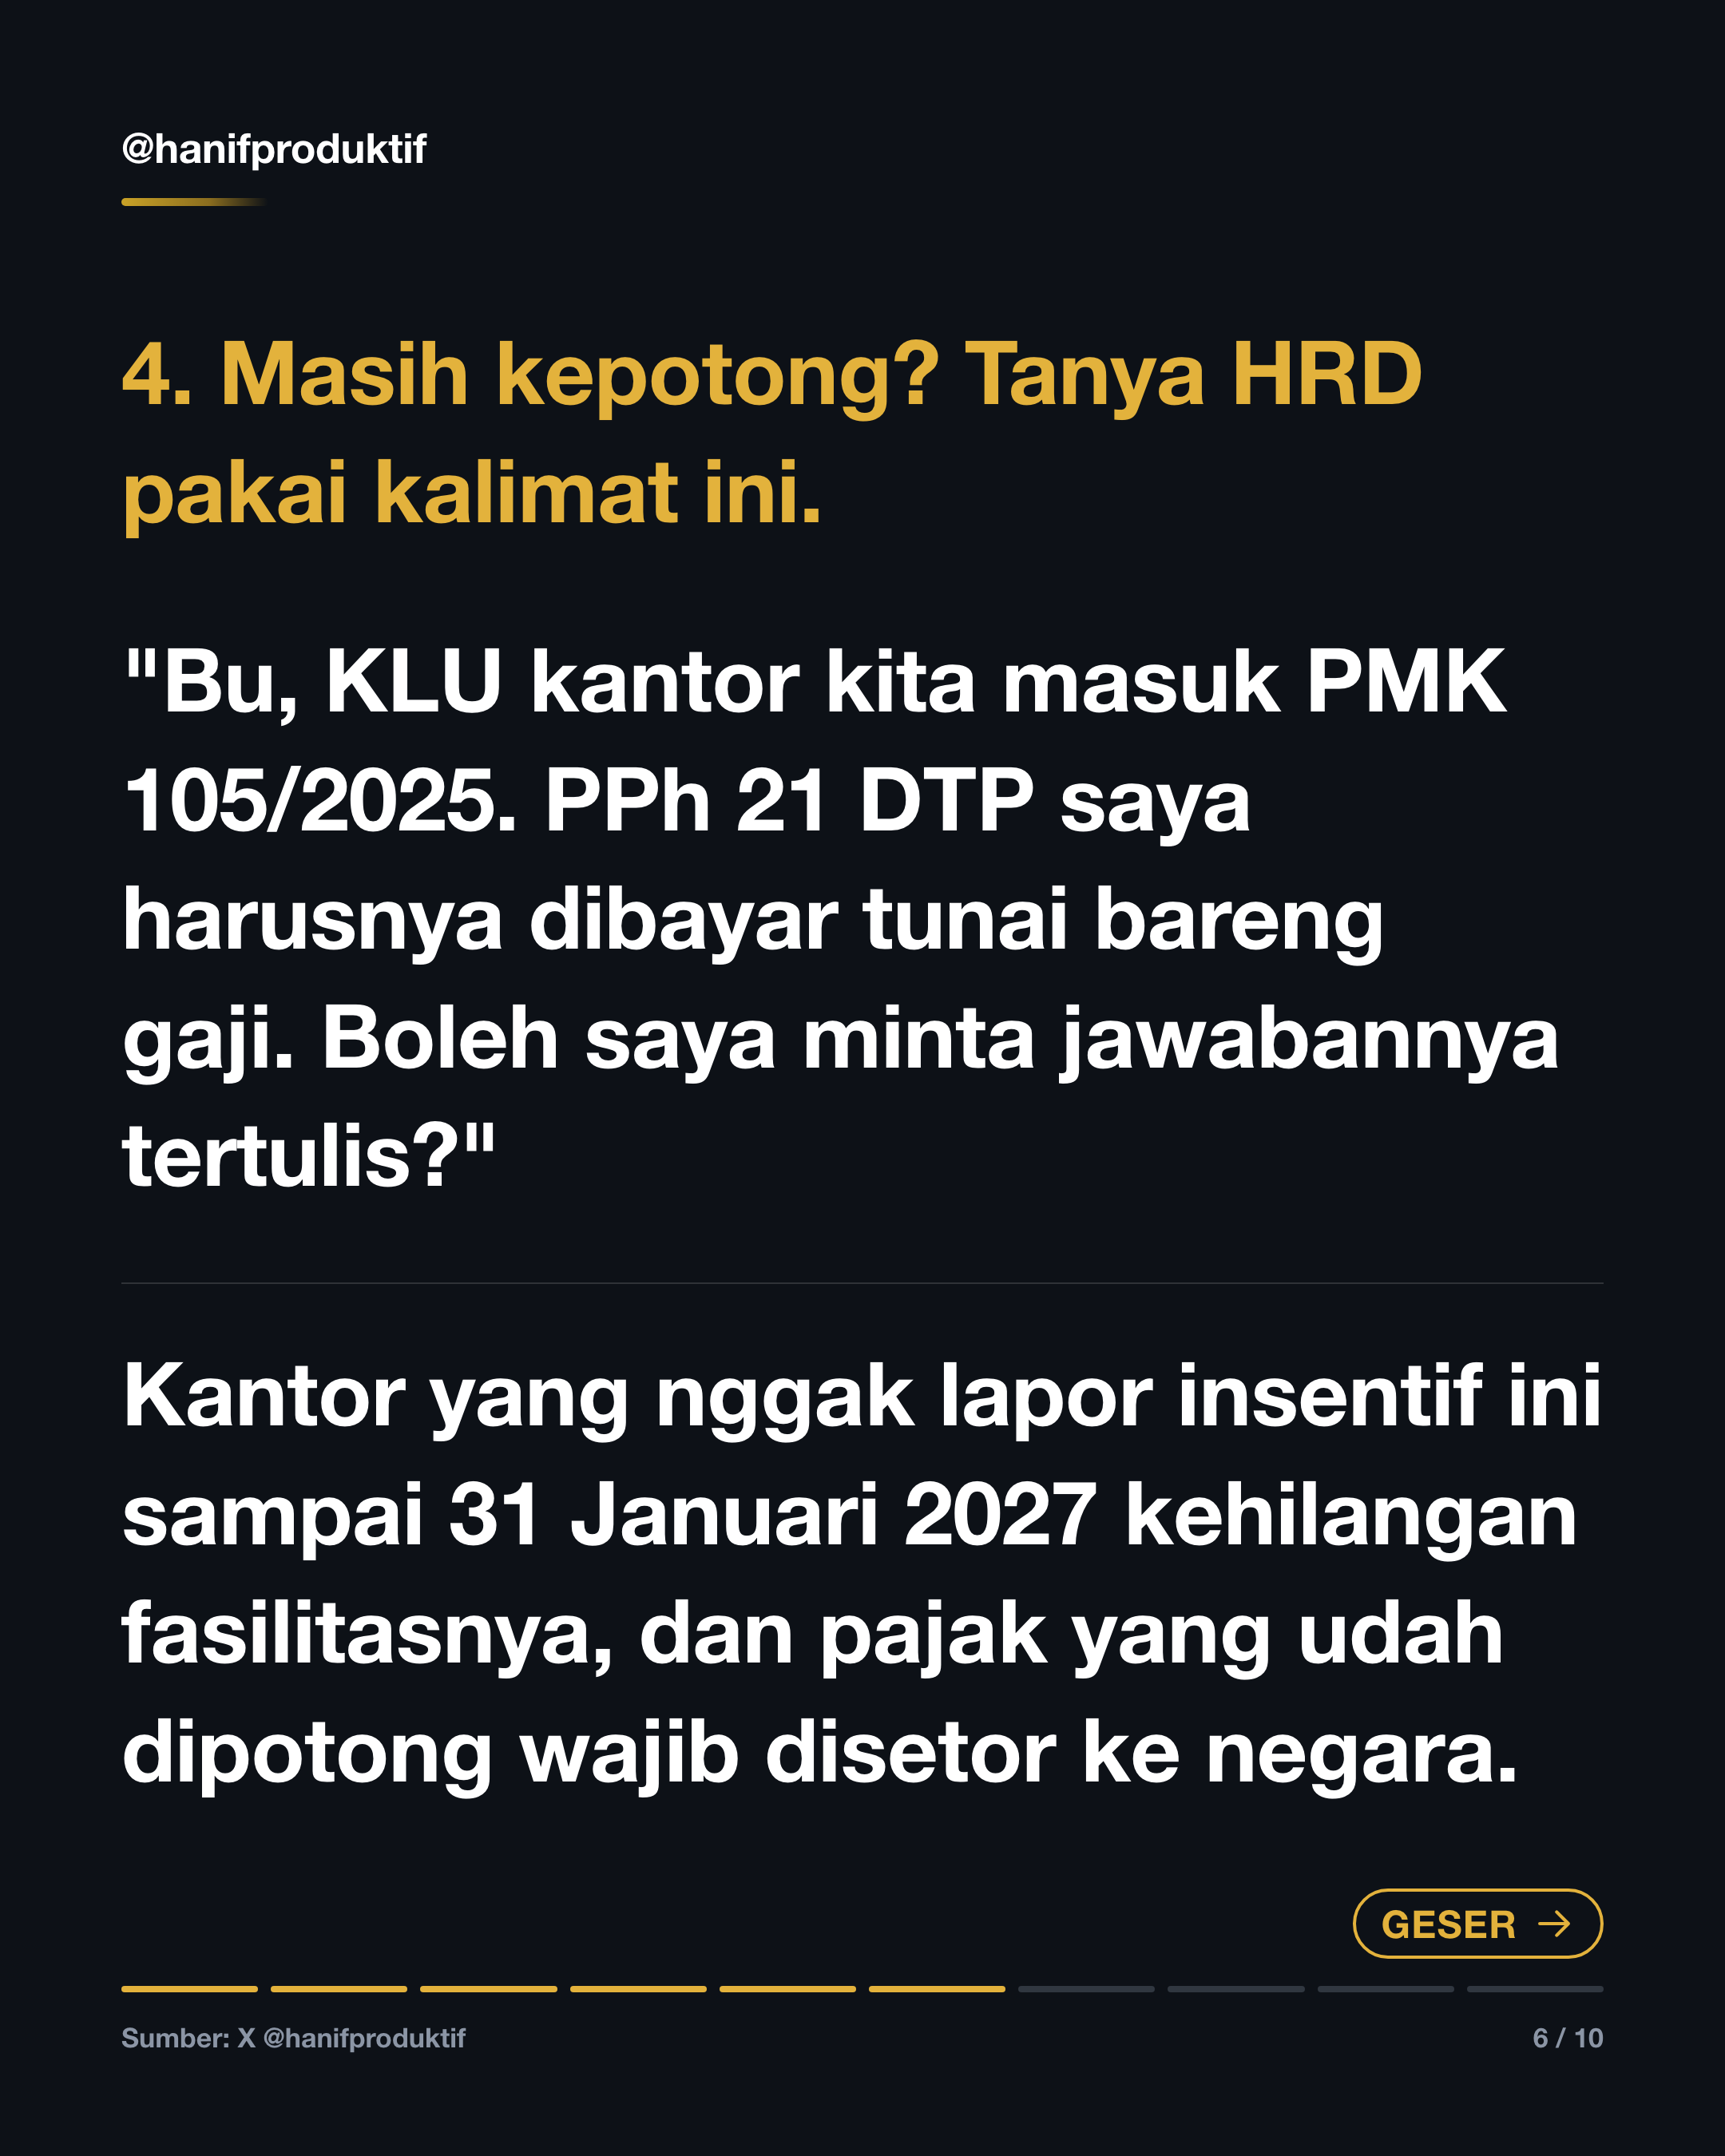 @hanifproduktif
4. Masih kepotong? Tanya HRD
pakai kalimat ini.
"Bu, KLU kantor kita masuk PMK
105/2025. PPh 21 DTP saya
harusnya dibayar tunai bareng
gaji. Boleh saya minta jawabannya
tertulis?"
Kantor yang nggak lapor insentif ini
sampai 31 Januari 2027 kehilangan
fasilitasnya, dan pajak yang udah
dipotong wajib disetor ke negara.
GESER →
Sumber: X @hanifproduktif
6 / 10